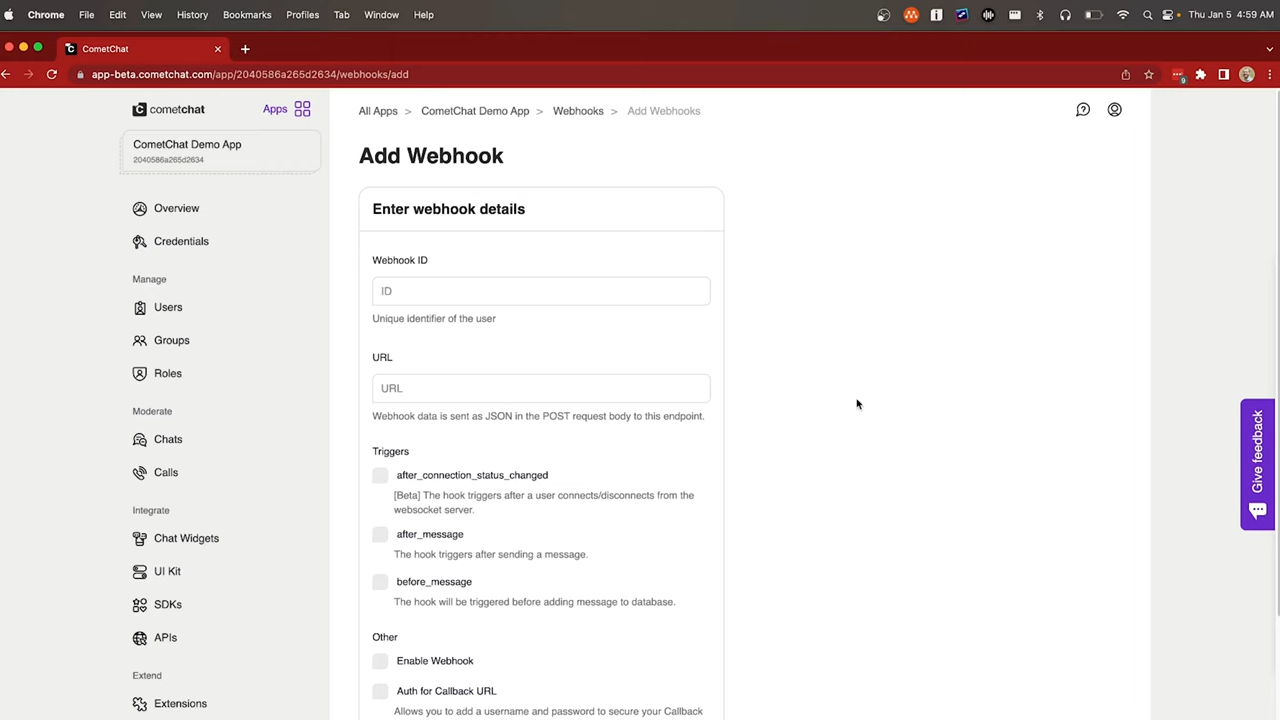 Chrome File Edit View History Bookmarks Profiles Tab Window Help Thu Jan 5 4:59 AM
CometChat
app-beta.cometchat.com/app/2040586a265d2634/webhooks/add
9
cometchat Apps
CometChat Demo App
2040586a265d2634
Overview
Credentials
Manage
Users
Groups
Roles
Moderate
Chats
Calls
Integrate
Chat Widgets
UI Kit
SDKs
APIs
Extend
Extensions
All Apps > CometChat Demo App > Webhooks > Add Webhooks
Add Webhook
Enter webhook details
Webhook ID
ID
Unique identifier of the user
URL
URL
Webhook data is sent as JSON in the POST request body to this endpoint.
Triggers
after_connection_status_changed
[Beta] The hook triggers after a user connects/disconnects from the
websocket server.
after_message
The hook triggers after sending a message.
before_message
The hook will be triggered before adding message to database.
Other
Enable Webhook
Auth for Callback URL
Allows you to add a username and password to secure your Callback
Give feedback